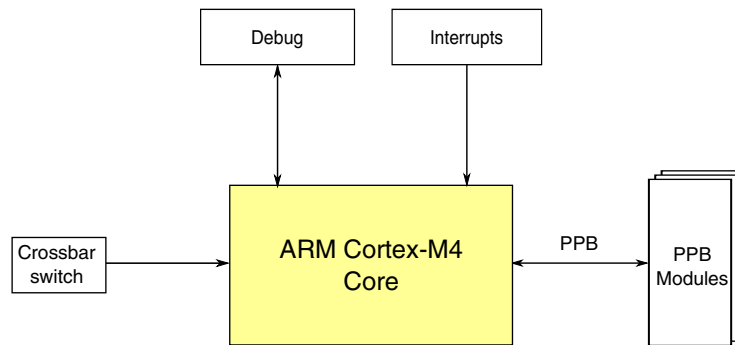 Debug
Interrupts
ARM Cortex-M4
Core
Crossbar
switch
PPB
PPB
Modules